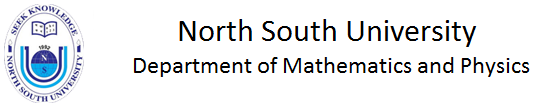 SEEK KNOWLEDGE
1992
N S
NORTH SOUTH UNIVERSITY
North South University
Department of Mathematics and Physics